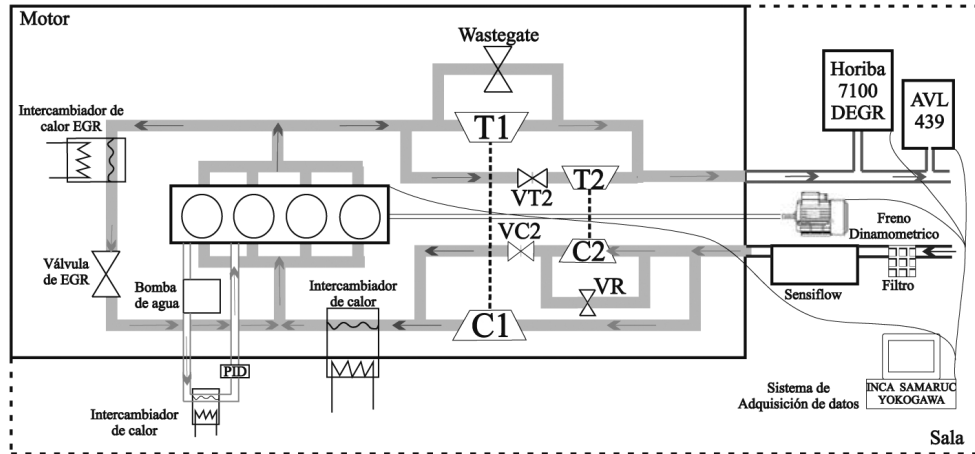 Motor
Wastegate
Horiba
7100
DEGR
AVL
439
Intercambiador de
calor EGR
T1
T2
VT2
VC2
Freno
Dinamometrico
C2
Válvula
de EGR
Bomba
de agua
Intercambiador
de calor
VR
Sensiflow
Filtro
C1
PID
Intercambiador
de calor
Sistema de
Adquisición de datos
INCA SAMARUC
YOKOGAWA
Sala